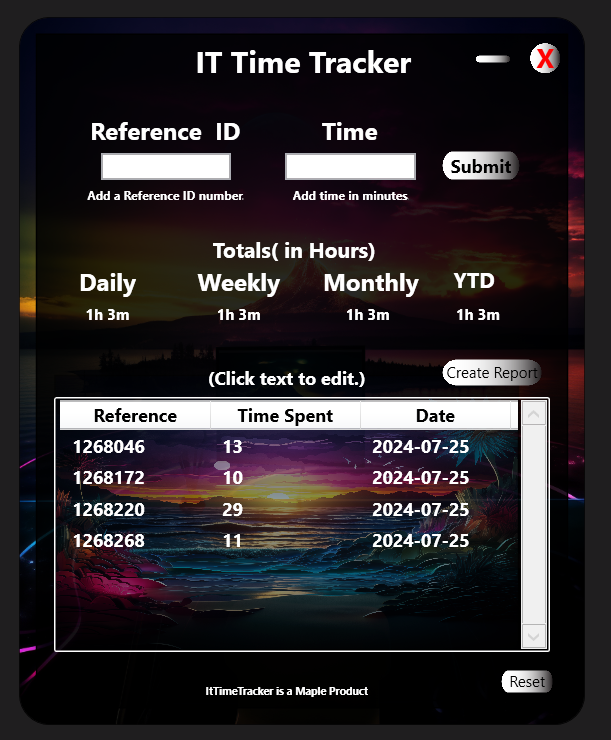 IT Time Tracker
X
Reference ID Time
Submit
Add a Reference ID number. Add time in minutes
Totals( in Hours)
Daily Weekly Monthly YTD
1h 3m 1h 3m 1h 3m 1h 3m
(Click text to edit.) Create Report
Reference Time Spent Date
1268046 13 2024-07-25
1268172 10 2024-07-25
1268220 29 2024-07-25
1268268 11 2024-07-25
Reset
ItTimeTracker is a Maple Product